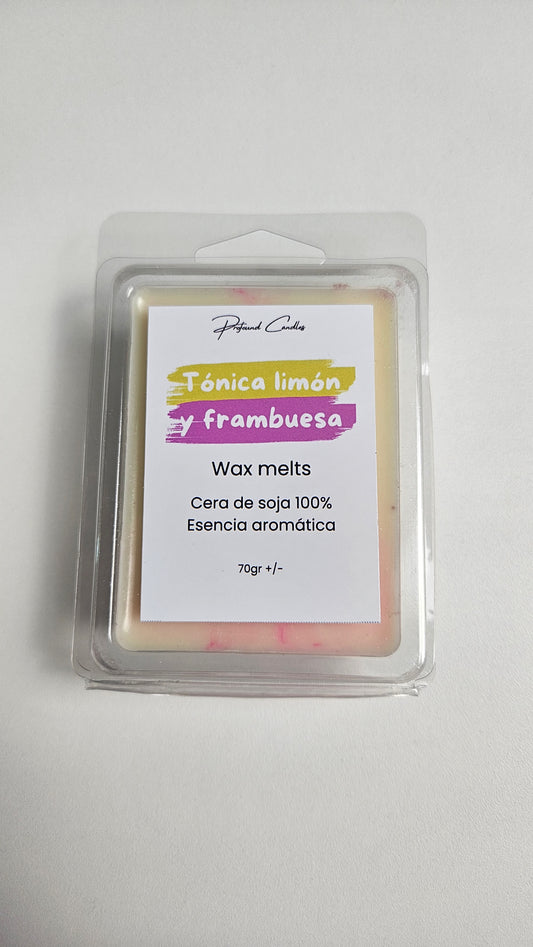 Profound Candles
Tónica limón
y frambuesa
Wax melts
Cera de soja 100%
Esencia aromática
70gr +/-